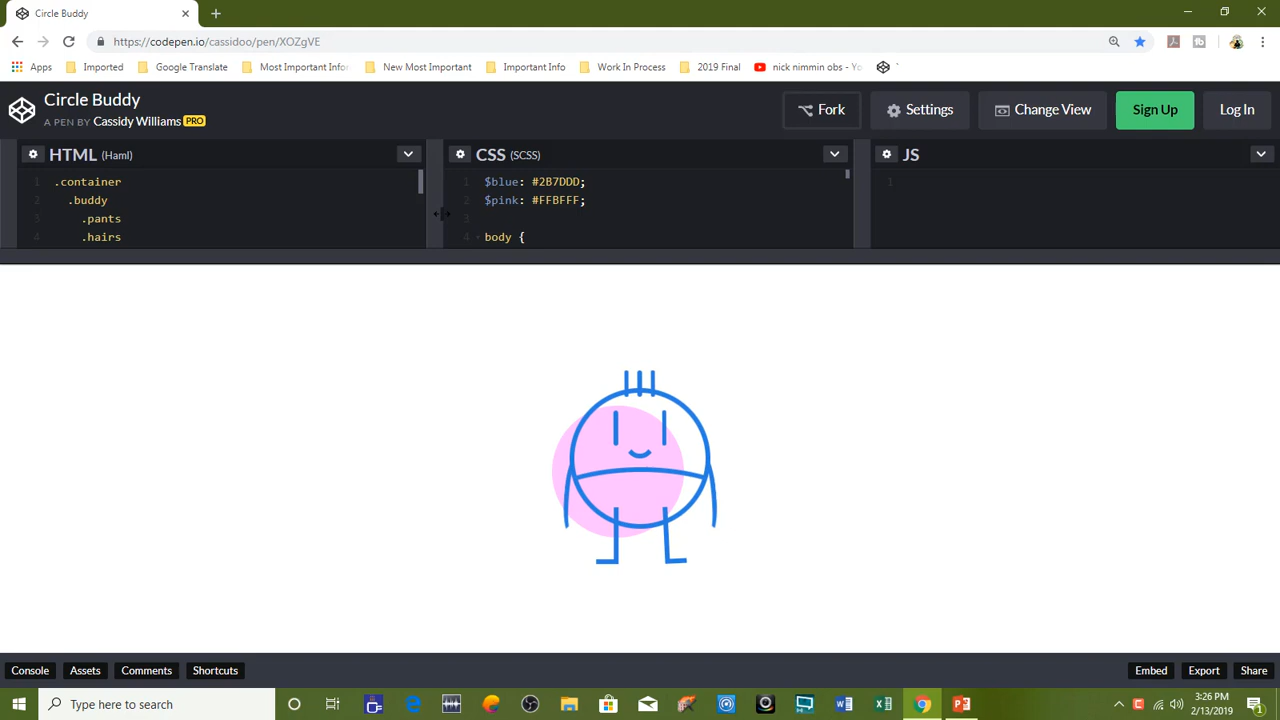 Circle Buddy
https://codepen.io/cassidoo/pen/XOZgVE
Apps Imported Google Translate Most Important Infor New Most Important Important Info Work In Process 2019 Final nick nimmin obs - Yo
Circle Buddy
A PEN BY Cassidy Williams PRO
Fork Settings Change View Sign Up Log In
HTML (Haml) CSS (SCSS) JS
1 .container 1 $blue: #2B7DDD; 1
2 .buddy 2 $pink: #FFBFFF;
3 .pants 3
4 .hairs 4 body {
Console Assets Comments Shortcuts Embed Export Share
Type here to search
3:26 PM
2/13/2019